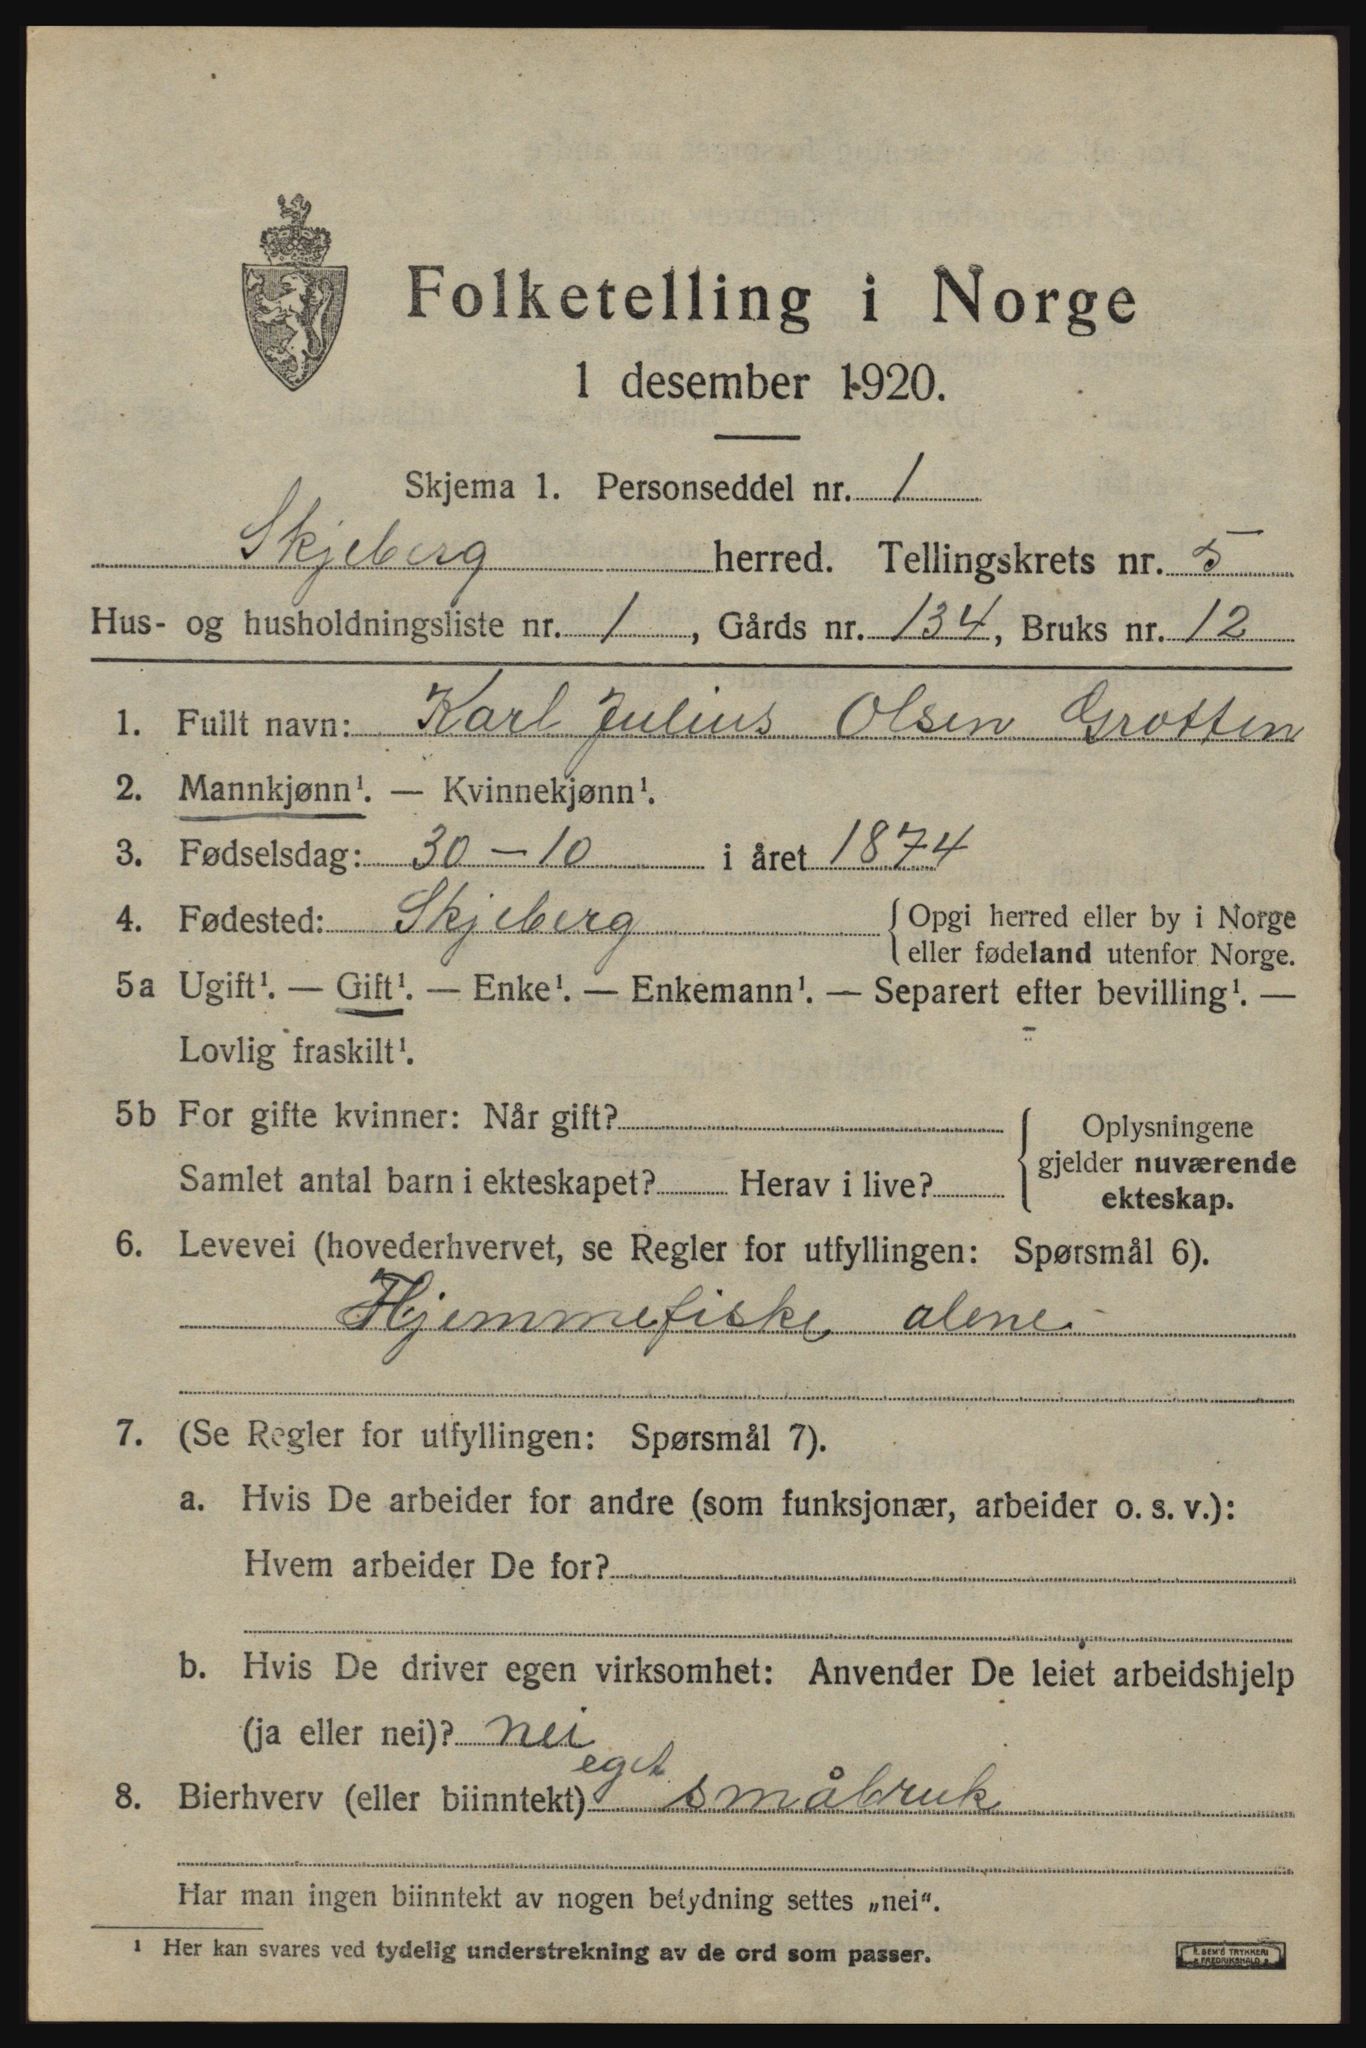 Folketelling i Norge
1 desember 1920.
Skjema 1. Personseddel nr. 1
Skjeberg herred. Tellingskrets nr. 5
Hus- og husholdningsliste nr. 1, Gårds nr. 134, Bruks nr. 12
1. Fullt navn: Karl Julius Olsen Grotten
2. Mannkjønn¹. — Kvinnekjønn¹.
3. Fødselsdag: 30-10 i året 1874
4. Fødested: Skjeberg {Opgi herred eller by i Norge
eller fødeland utenfor Norge.
5a Ugift¹. — Gift¹. — Enke¹. — Enkemann¹. — Separert efter bevilling¹. —
Lovlig fraskilt¹.
5b For gifte kvinner: Når gift?
Samlet antal barn i ekteskapet? Herav i live?
{Oplysningene
gjelder nuværende
ekteskap.
6. Levevei (hovederhvervet, se Regler for utfyllingen: Spørsmål 6).
Hjemmefiske alene
7. (Se Regler for utfyllingen: Spørsmål 7).
a. Hvis De arbeider for andre (som funksjonær, arbeider o. s. v.):
Hvem arbeider De for?
b. Hvis De driver egen virksomhet: Anvender De leiet arbeidshjelp
(ja eller nei)? nei
8. Bierhverv (eller biinntekt) eget småbruk
Har man ingen biinntekt av nogen betydning settes „nei“.
¹ Her kan svares ved tydelig understrekning av de ord som passer.
E. SEM'S TRYKKERI
FREDRIKSHALD